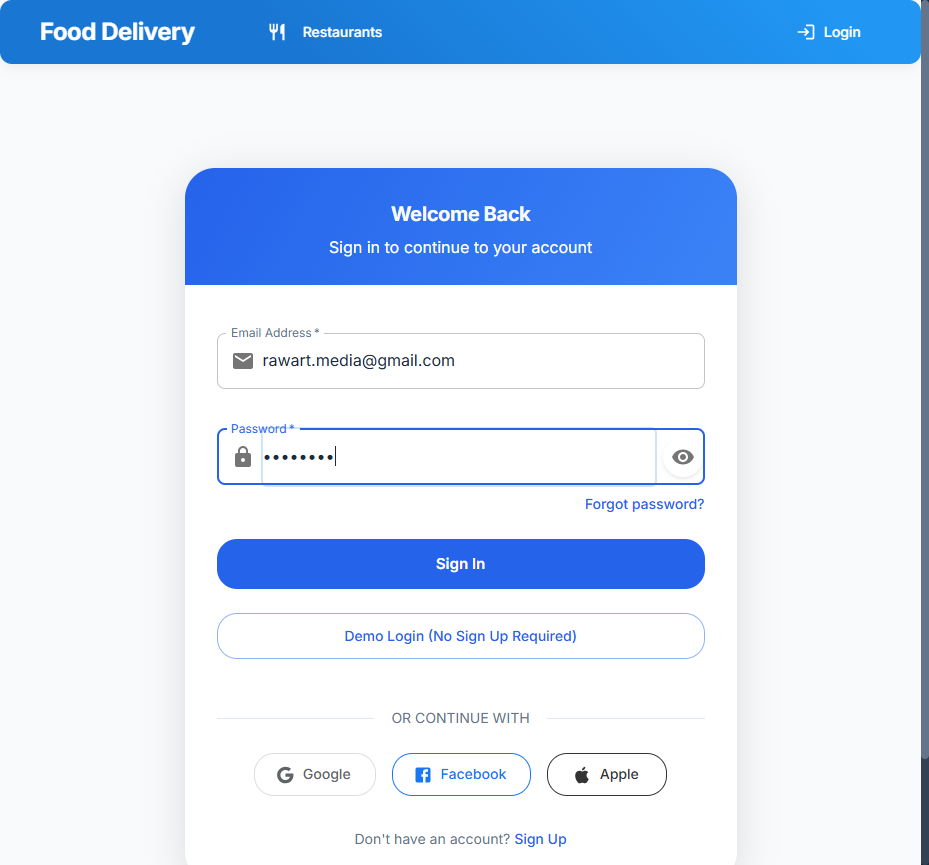 Food Delivery
Restaurants
Login
Welcome Back
Sign in to continue to your account
Email Address *
rawart.media@gmail.com
Password *
••••••••
Forgot password?
Sign In
Demo Login (No Sign Up Required)
OR CONTINUE WITH
Google
Facebook
Apple
Don't have an account? Sign Up